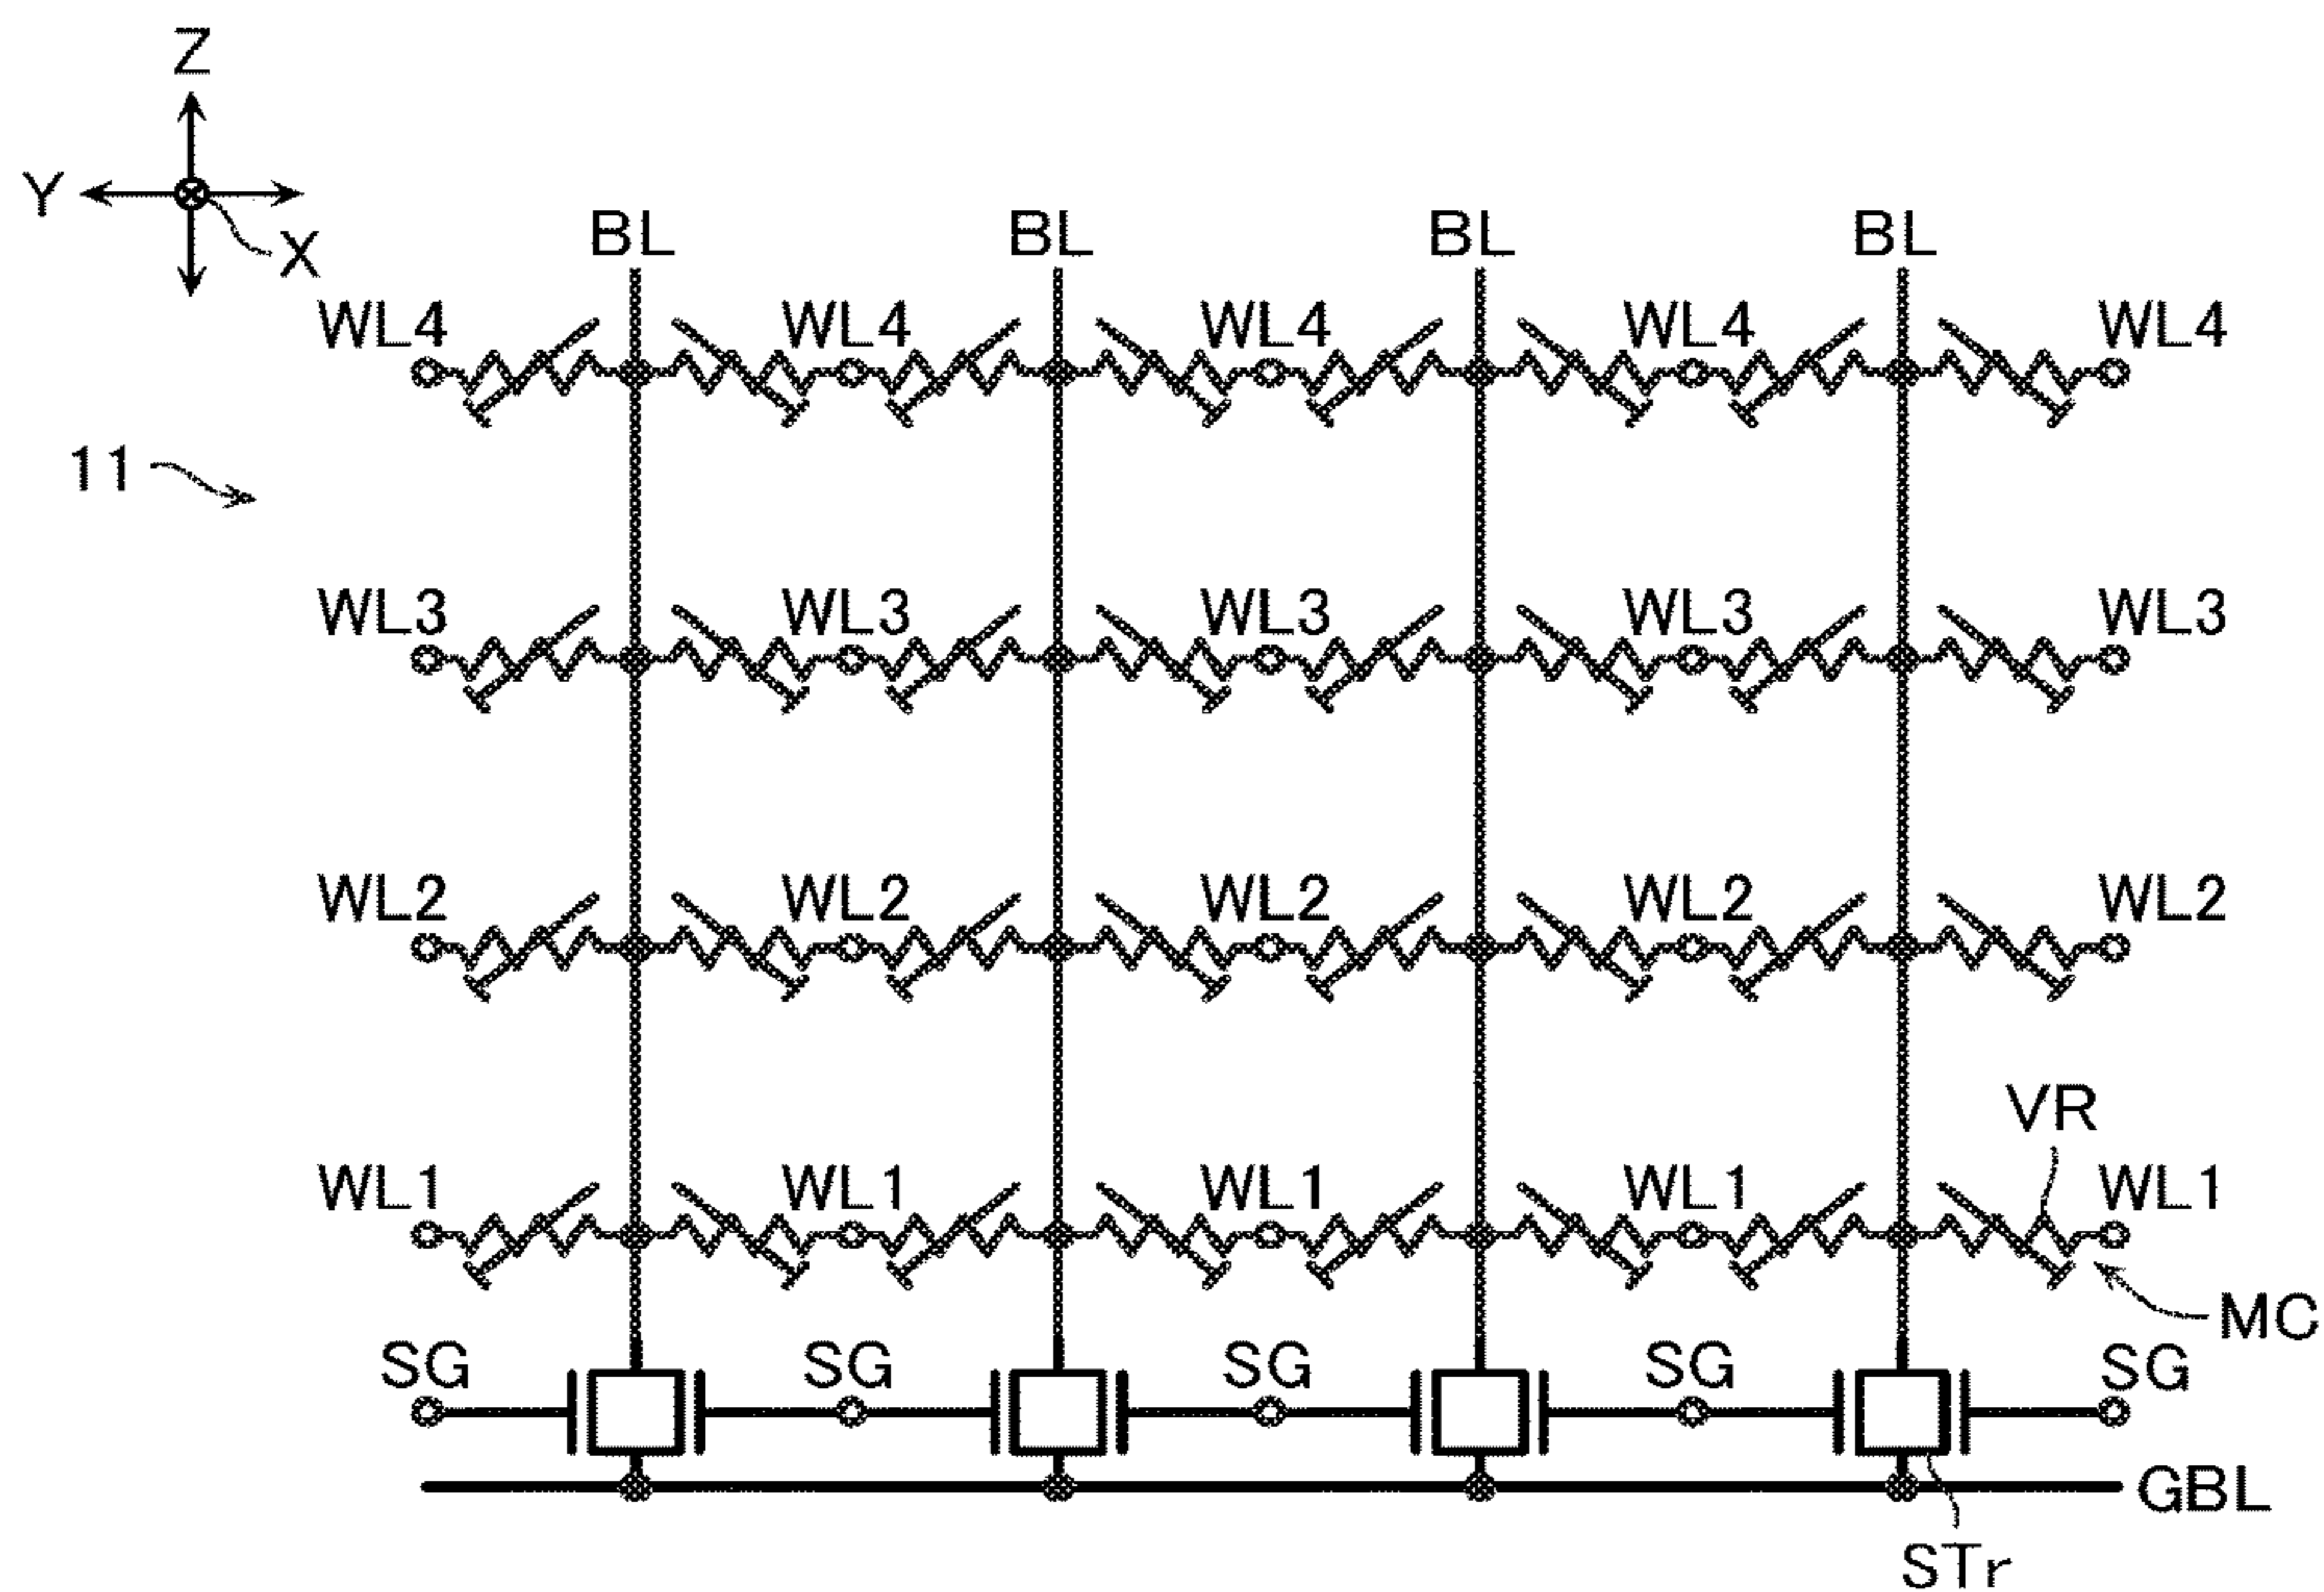 Z
Y
X
BL BL BL BL
WL4 WL4 WL4 WL4 WL4
11
WL3 WL3 WL3 WL3 WL3
WL2 WL2 WL2 WL2 WL2
VR
WL1 WL1 WL1 WL1 WL1
MC
SG SG SG SG SG
GBL
STr